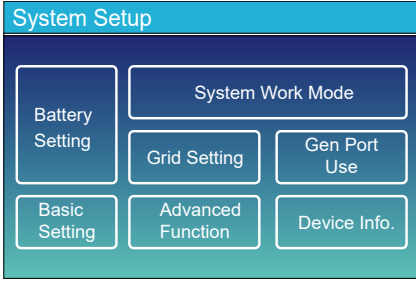 System Setup
Battery
Setting
System Work Mode
Grid Setting
Gen Port
Use
Basic
Setting
Advanced
Function
Device Info.